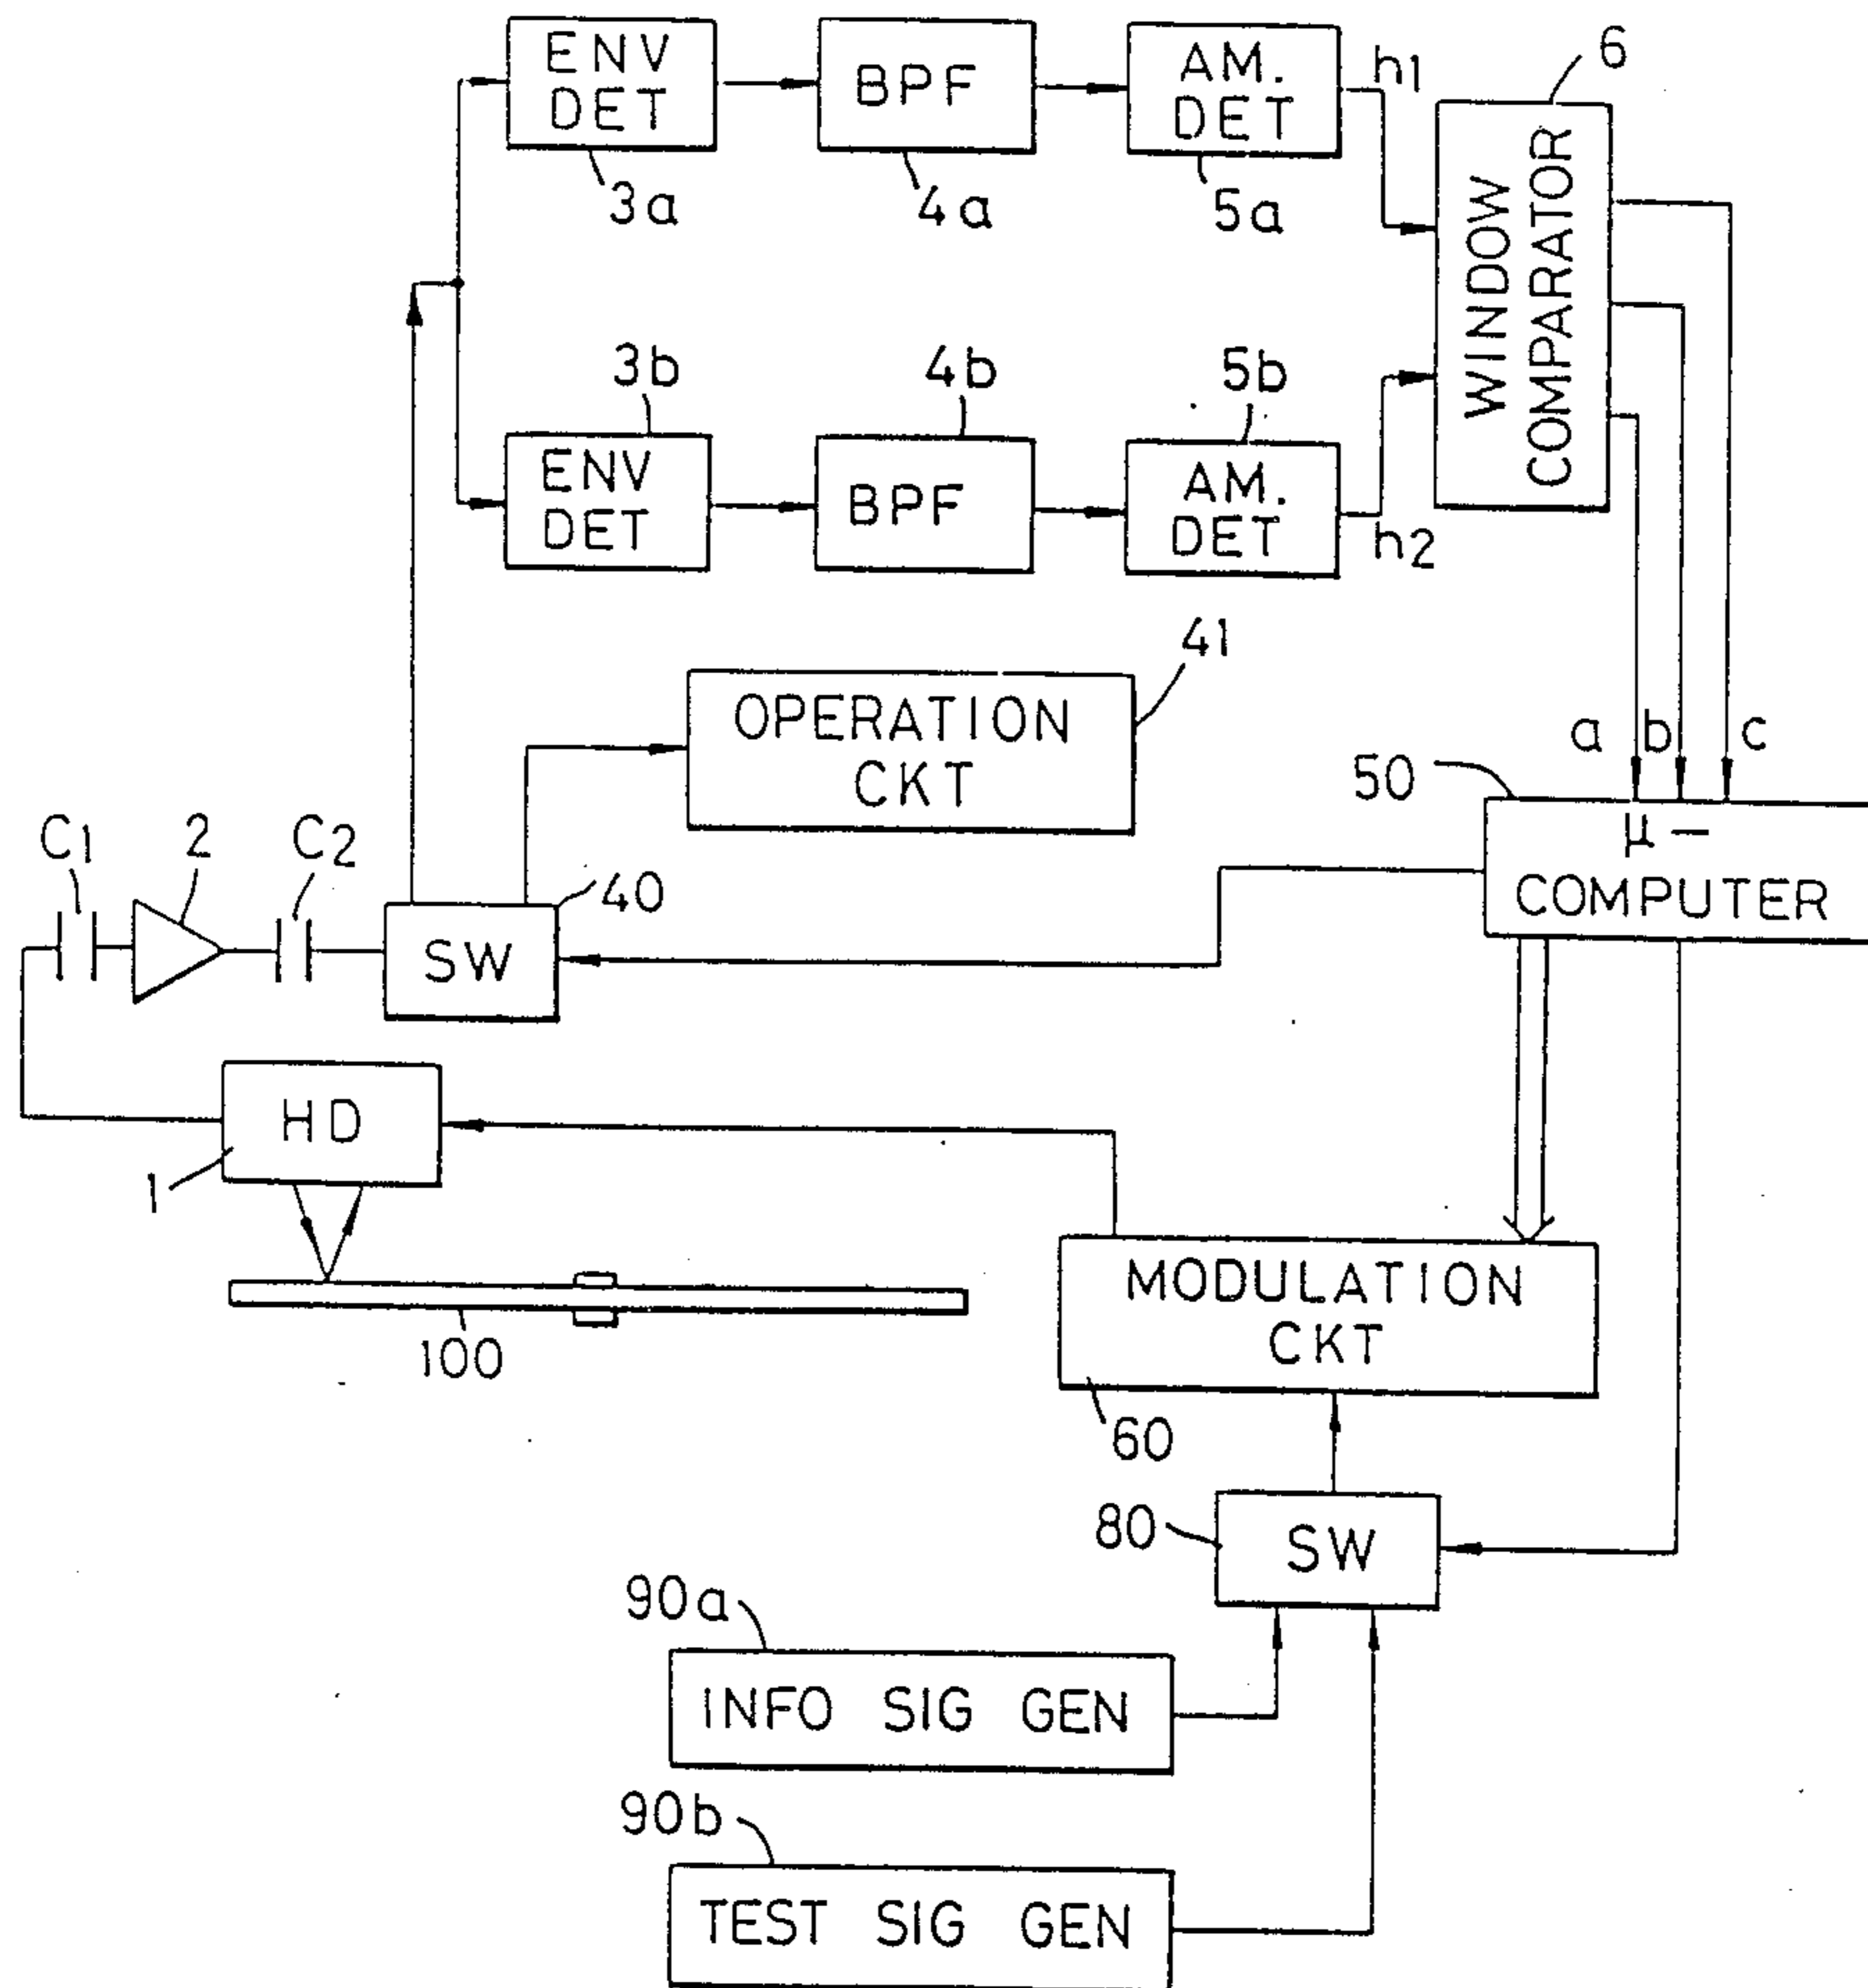 ENV
DET
3a
BPF
4a
AM.
DET
5a
h1
6
WINDOW
COMPARATOR
3b
ENV
DET
4b
BPF
5b
AM.
DET
h2
41
OPERATION
CKT
a
b
c
50
μ-
COMPUTER
C1
2
C2
40
SW
HD
1
100
MODULATION
CKT
60
80
SW
90a
INFO SIG GEN
90b
TEST SIG GEN